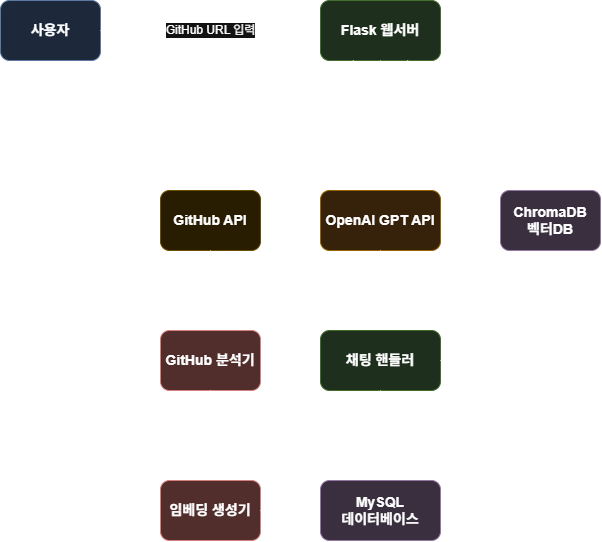 사용자
GitHub URL 입력
Flask 웹서버
GitHub API
OpenAI GPT API
ChromaDB
벡터DB
GitHub 분석기
채팅 핸들러
임베딩 생성기
MySQL
데이터베이스